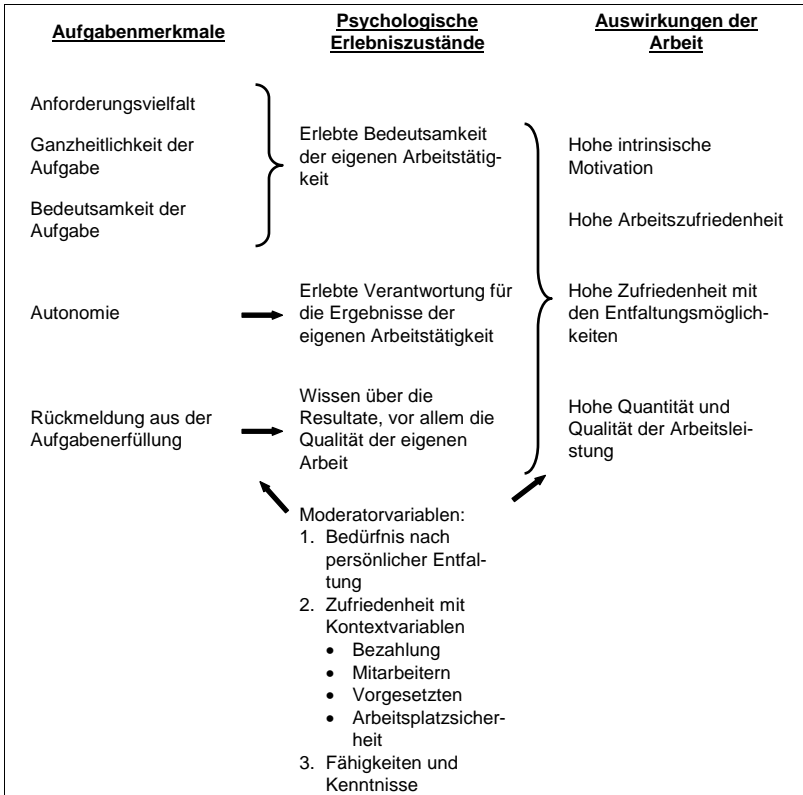 Aufgabenmerkmale
Psychologische
Erlebniszustände
Auswirkungen der
Arbeit
Anforderungsvielfalt
Ganzheitlichkeit der
Aufgabe
Bedeutsamkeit der
Aufgabe
Erlebte Bedeutsamkeit
der eigenen Arbeitstätig-
keit
Hohe intrinsische
Motivation
Hohe Arbeitszufriedenheit
Autonomie
Erlebte Verantwortung für
die Ergebnisse der
eigenen Arbeitstätigkeit
Hohe Zufriedenheit mit
den Entfaltungsmöglich-
keiten
Rückmeldung aus der
Aufgabenerfüllung
Wissen über die
Resultate, vor allem die
Qualität der eigenen
Arbeit
Hohe Quantität und
Qualität der Arbeitslei-
stung
Moderatorvariablen:
1. Bedürfnis nach
persönlicher Entfal-
tung
2. Zufriedenheit mit
Kontextvariablen
• Bezahlung
• Mitarbeitern
• Vorgesetzten
• Arbeitsplatzsicher-
heit
3. Fähigkeiten und
Kenntnisse